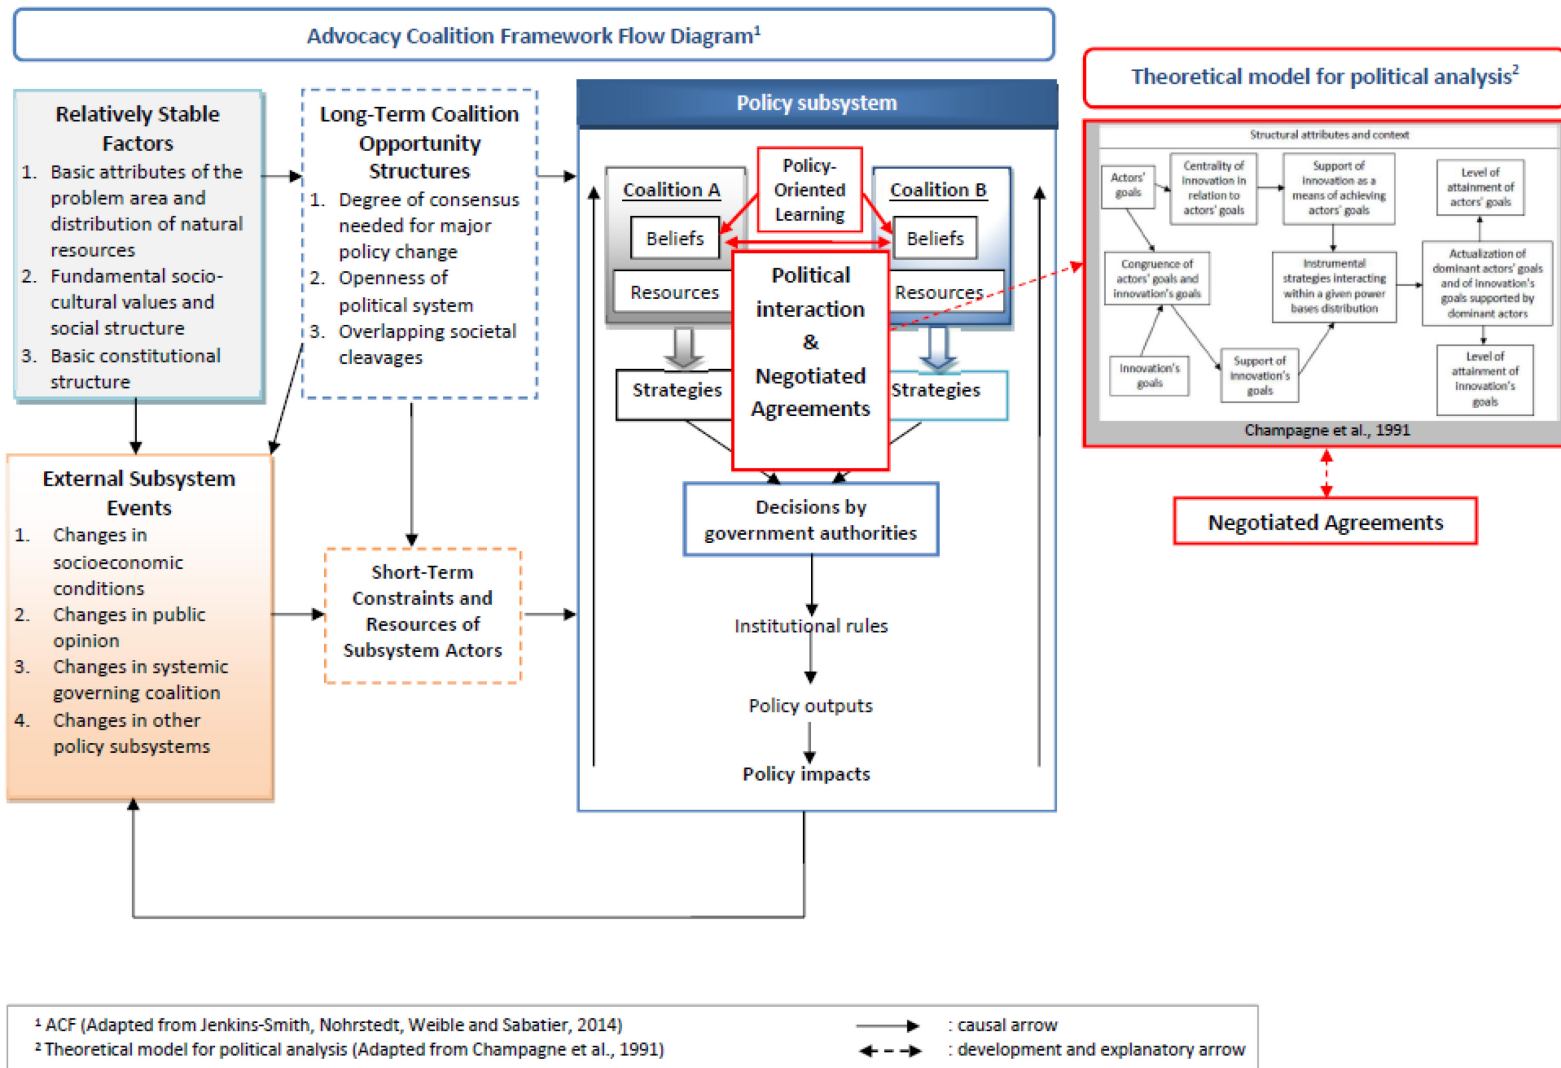 Advocacy Coalition Framework Flow Diagram¹
Theoretical model for political analysis²
Relatively Stable
Factors
1. Basic attributes of the
problem area and
distribution of natural
resources
2. Fundamental socio-
cultural values and
social structure
3. Basic constitutional
structure
Long-Term Coalition
Opportunity
Structures
1. Degree of consensus
needed for major
policy change
2. Openness of
political system
3. Overlapping societal
cleavages
External Subsystem
Events
1. Changes in
socioeconomic
conditions
2. Changes in public
opinion
3. Changes in systemic
governing coalition
4. Changes in other
policy subsystems
Short-Term
Constraints and
Resources of
Subsystem Actors
Policy subsystem
Coalition A
Beliefs
Resources
Strategies
Policy-
Oriented
Learning
Coalition B
Beliefs
Resources
Strategies
Political
interaction
&
Negotiated
Agreements
Decisions by
government authorities
Institutional rules
Policy outputs
Policy impacts
Structural attributes and context
Actors'
goals
Centrality of
innovation in
relation to
actors' goals
Support of
innovation as a
means of achieving
actors' goals
Level of
attainment of
actors' goals
Congruence of
actors' goals and
innovation's goals
Instrumental
strategies interacting
within a given power
bases distribution
Actualization of
dominant actors' goals
and of innovation's
goals supported by
dominant actors
Innovation's
goals
Support of
innovation's
goals
Level of
attainment of
innovation's
goals
Champagne et al., 1991
Negotiated Agreements
¹ ACF (Adapted from Jenkins-Smith, Nohrstedt, Weible and Sabatier, 2014)
² Theoretical model for political analysis (Adapted from Champagne et al., 1991)
: causal arrow
: development and explanatory arrow